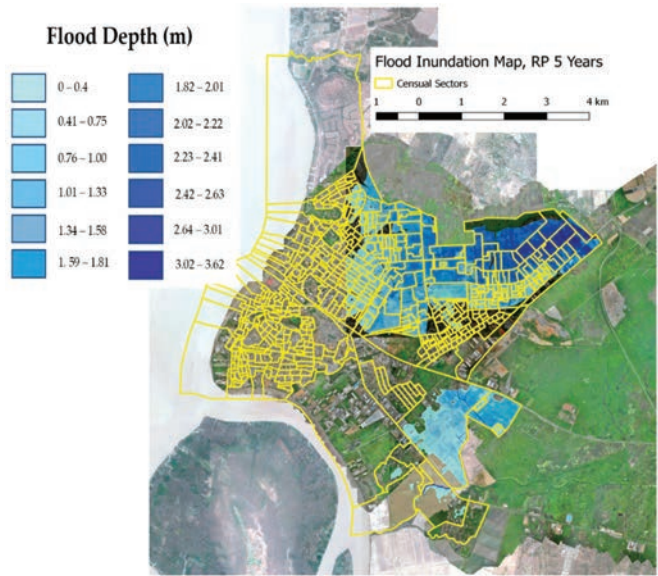 Flood Depth (m)
0 – 0.4
0.41 – 0.75
0.76 – 1.00
1.01 – 1.33
1.34 – 1.58
1. 59 – 1.81
1.82 – 2.01
2.02 – 2.22
2.23 – 2.41
2.42 – 2.63
2.64 – 3.01
3.02 – 3.62
Flood Inundation Map, RP 5 Years
Censual Sectors
1 0 1 2 3 4 km